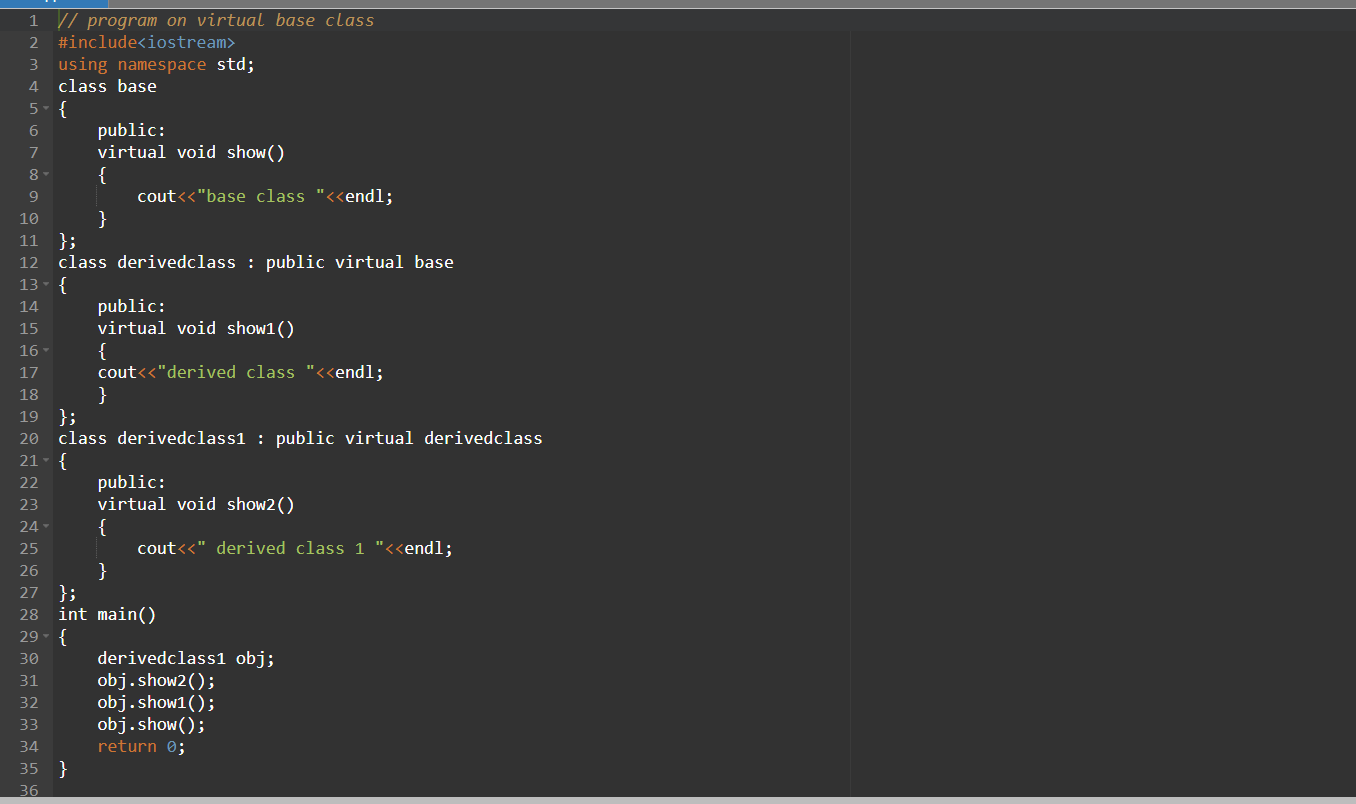 1 // program on virtual base class
2 #include<iostream>
3 using namespace std;
4 class base
5 {
6     public:
7     virtual void show()
8     {
9         cout<<"base class "<<endl;
10     }
11 };
12 class derivedclass : public virtual base
13 {
14     public:
15     virtual void show1()
16     {
17     cout<<"derived class "<<endl;
18     }
19 };
20 class derivedclass1 : public virtual derivedclass
21 {
22     public:
23     virtual void show2()
24     {
25         cout<<" derived class 1 "<<endl;
26     }
27 };
28 int main()
29 {
30     derivedclass1 obj;
31     obj.show2();
32     obj.show1();
33     obj.show();
34     return 0;
35 }
36